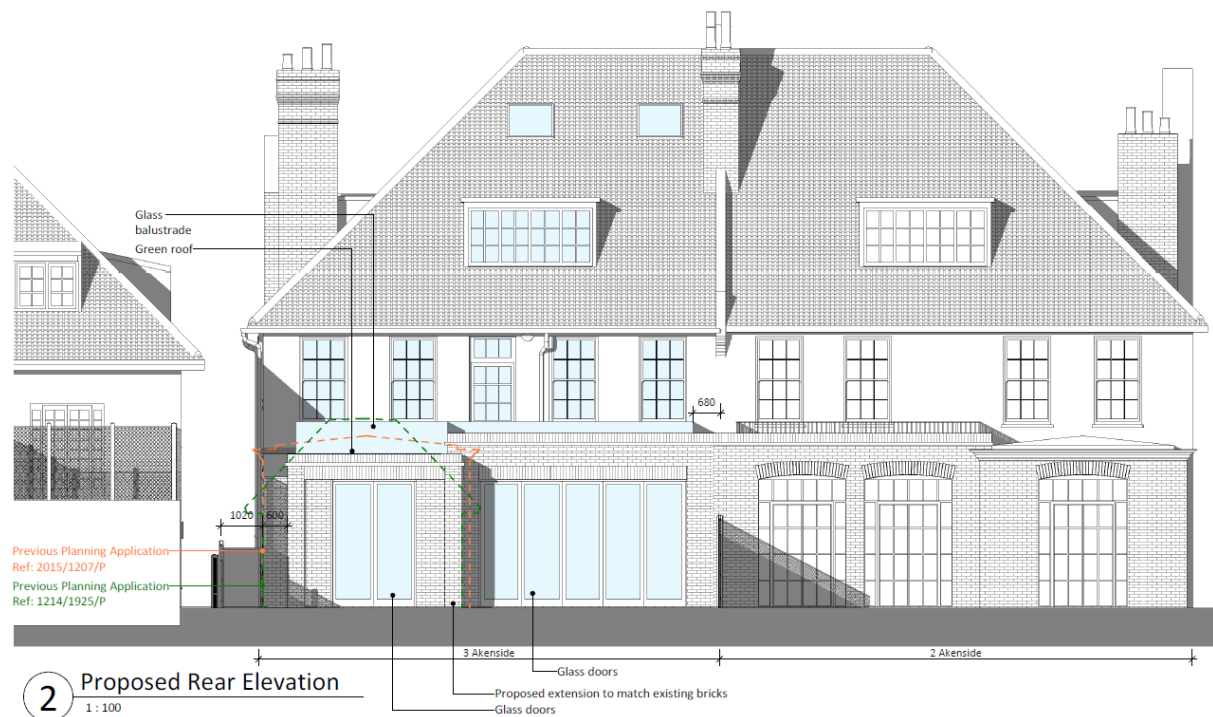 Glass
balustrade
Green roof
680
1020
600
Previous Planning Application
Ref: 2015/1207/P
Previous Planning Application
Ref: 1214/1925/P
3 Akenside
2 Akenside
Glass doors
Proposed extension to match existing bricks
Glass doors
2
Proposed Rear Elevation
1 : 100